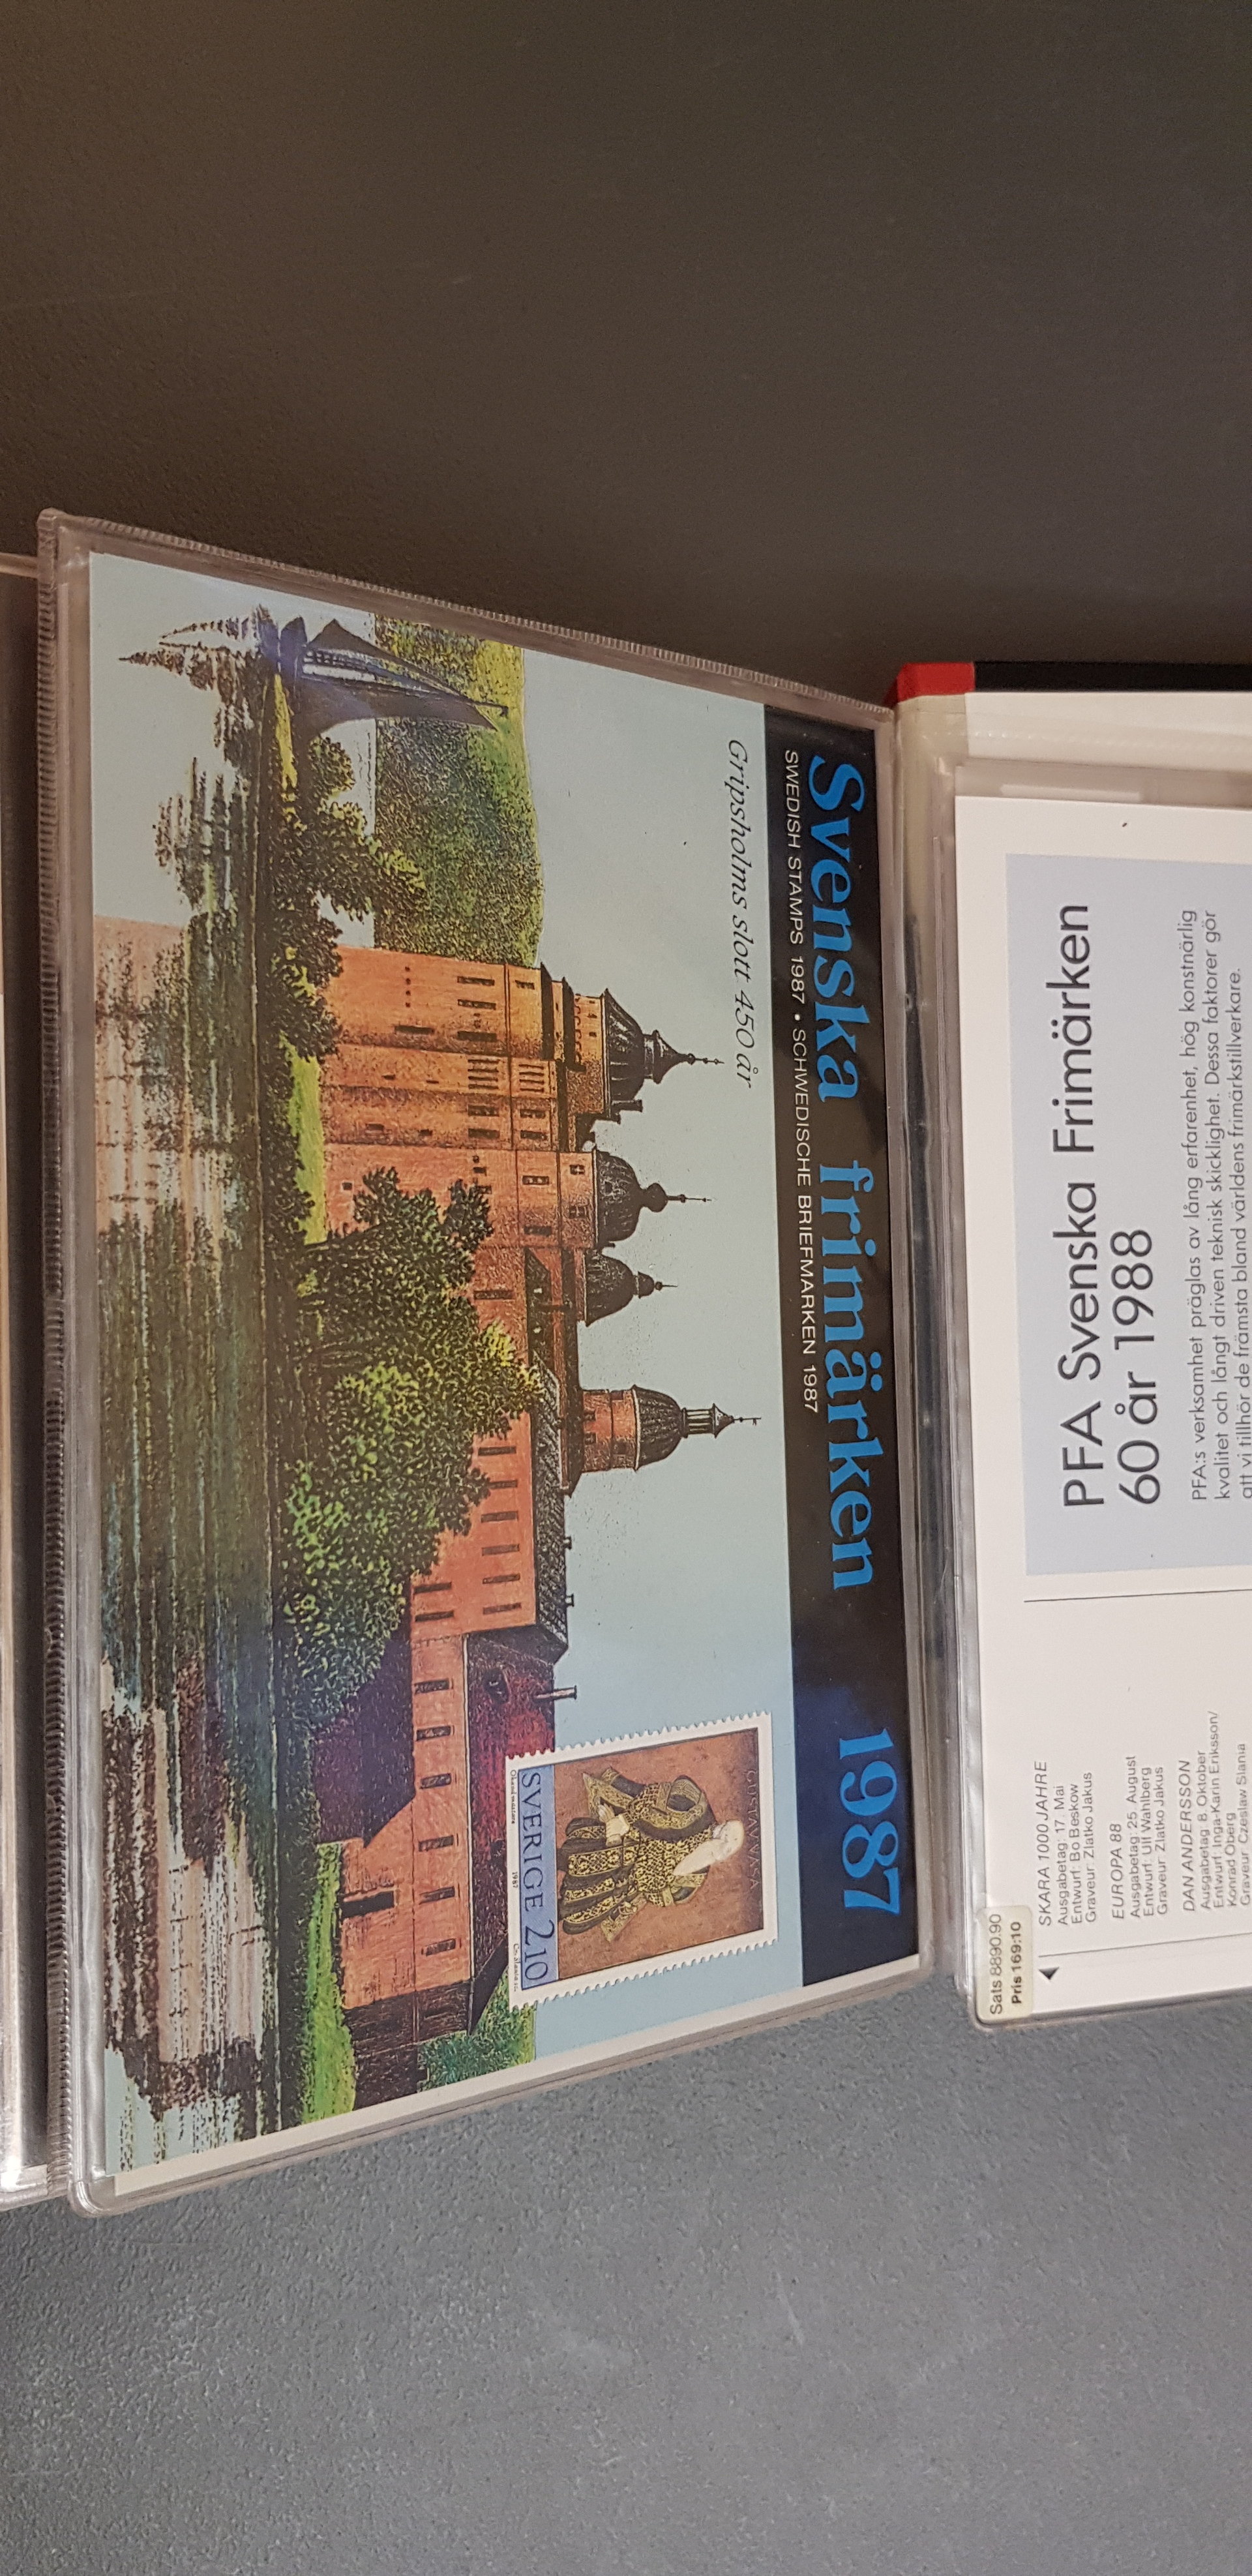 Svenska frimärken 1987
SWEDISH STAMPS 1987 • SCHWEDISCHE BRIEFMARKEN 1987
Gripsholms slott 450 år
GUSTAV VASA
SVERIGE 2.10
1987
PFA Svenska Frimärken
60 år 1988
PFA:s verksamhet präglas av lång erfarenhet, hög konstnärlig
kvalitet och långt driven teknisk skicklighet. Dessa faktorer gör
att vi tillhör de främsta bland världens frimärkstillverkare.
SKARA 1000 JAHRE
Ausgabetag: 17. Mai
Entwurf: Bo Beskow
Graveur: Zlatko Jakus
EUROPA 88
Ausgabetag: 25. August
Entwurf: Ulf Wahlberg
Graveur: Zlatko Jakus
DAN ANDERSSON
Ausgabetag: 8. Oktober
Entwurf: Inga-Karin Eriksson/
Konrad Öberg
Graveur: Czeslaw Slania
Sats 8890.90
Pris 169:10